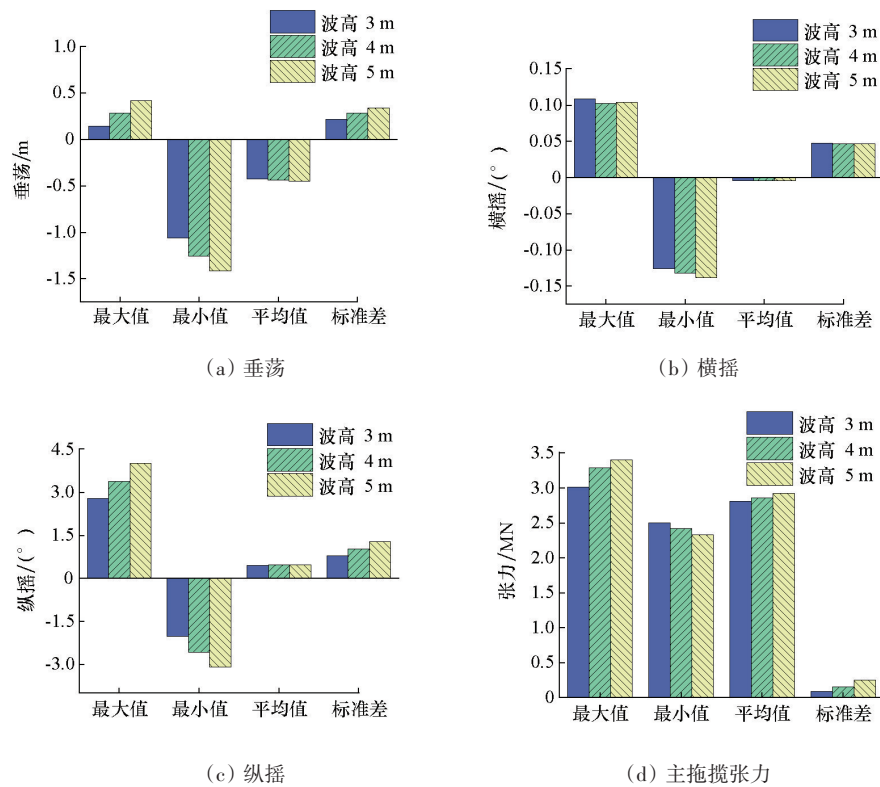 波高 3 m
波高 4 m
波高 5 m
1.0
0.5
0
-0.5
-1.0
-1.5
垂荡/m
最大值 最小值 平均值 标准差
(a) 垂荡
波高 3 m
波高 4 m
波高 5 m
0.15
0.10
0.05
0
-0.05
-0.10
-0.15
横摇/(°)
最大值 最小值 平均值 标准差
(b) 横摇
波高 3 m
波高 4 m
波高 5 m
4.5
3.0
1.5
0
-1.5
-3.0
纵摇/(°)
最大值 最小值 平均值 标准差
(c) 纵摇
波高 3 m
波高 4 m
波高 5 m
3.5
3.0
2.5
2.0
1.5
1.0
0.5
0
张力/MN
最大值 最小值 平均值 标准差
(d) 主拖揽张力